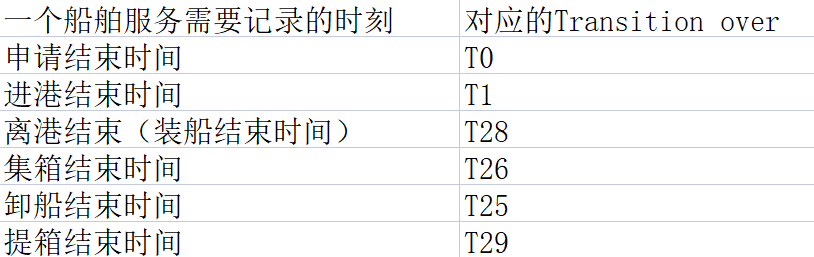 一个船舶服务需要记录的时刻 对应的Transition over
申请结束时间 T0
进港结束时间 T1
离港结束（装船结束时间） T28
集箱结束时间 T26
卸船结束时间 T25
提箱结束时间 T29